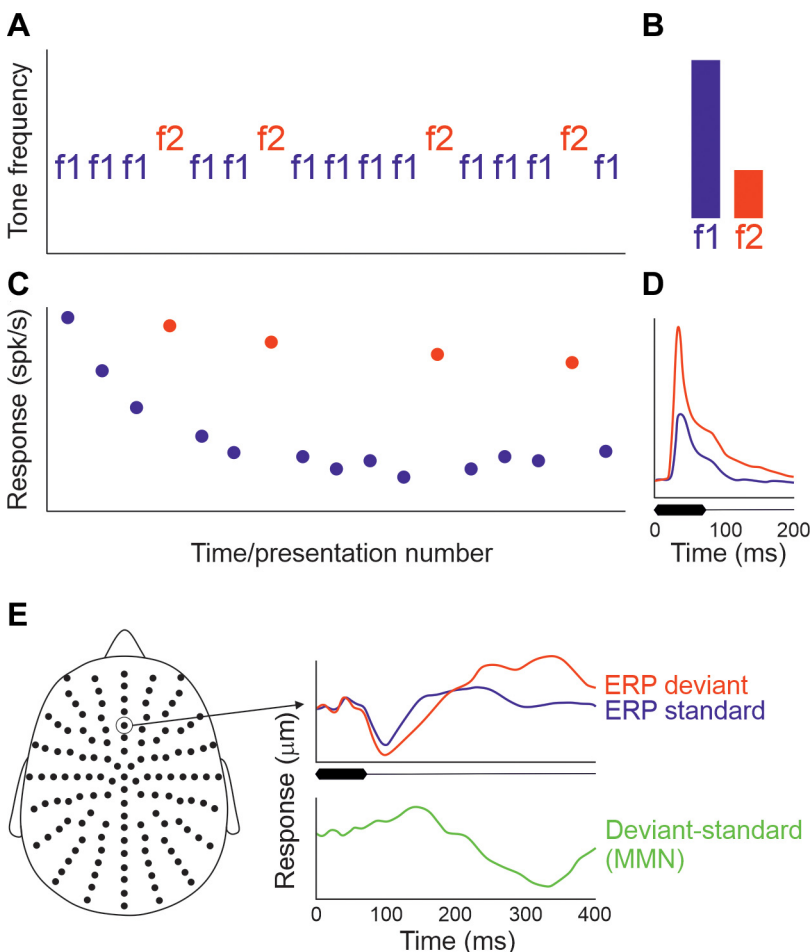 A
Tone frequency
f1 f1 f1 f2 f1 f1 f2 f1 f1 f1 f1 f2 f1 f1 f1 f2 f1
B
f1 f2
C
Response (spk/s)
Time/presentation number
D
0 100 200
Time (ms)
E
Response (μm)
ERP deviant
ERP standard
Deviant-standard
(MMN)
0 100 200 300 400
Time (ms)